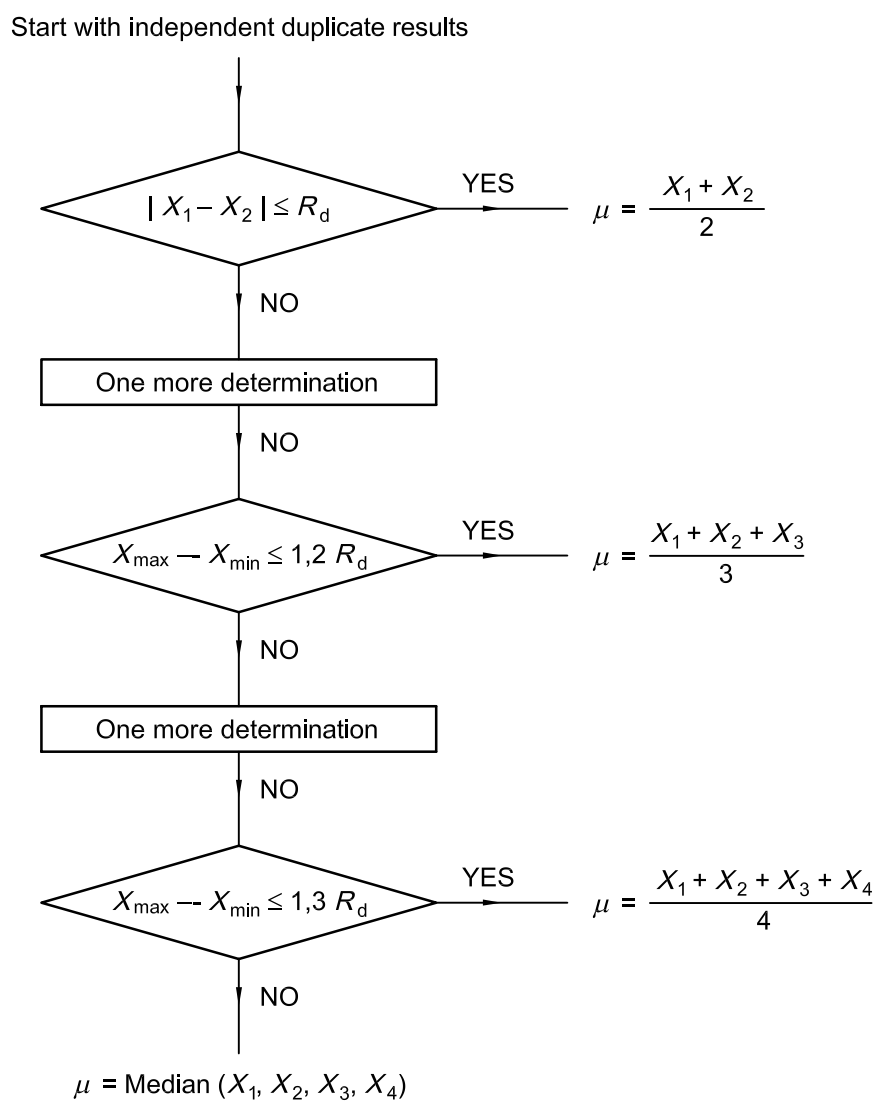 Start with independent duplicate results
| X1 – X2 | ≤ Rd
YES
μ = X1 + X2 / 2
NO
One more determination
NO
Xmax — Xmin ≤ 1,2 Rd
YES
μ = X1 + X2 + X3 / 3
NO
One more determination
NO
Xmax — Xmin ≤ 1,3 Rd
YES
μ = X1 + X2 + X3 + X4 / 4
NO
μ = Median (X1, X2, X3, X4)